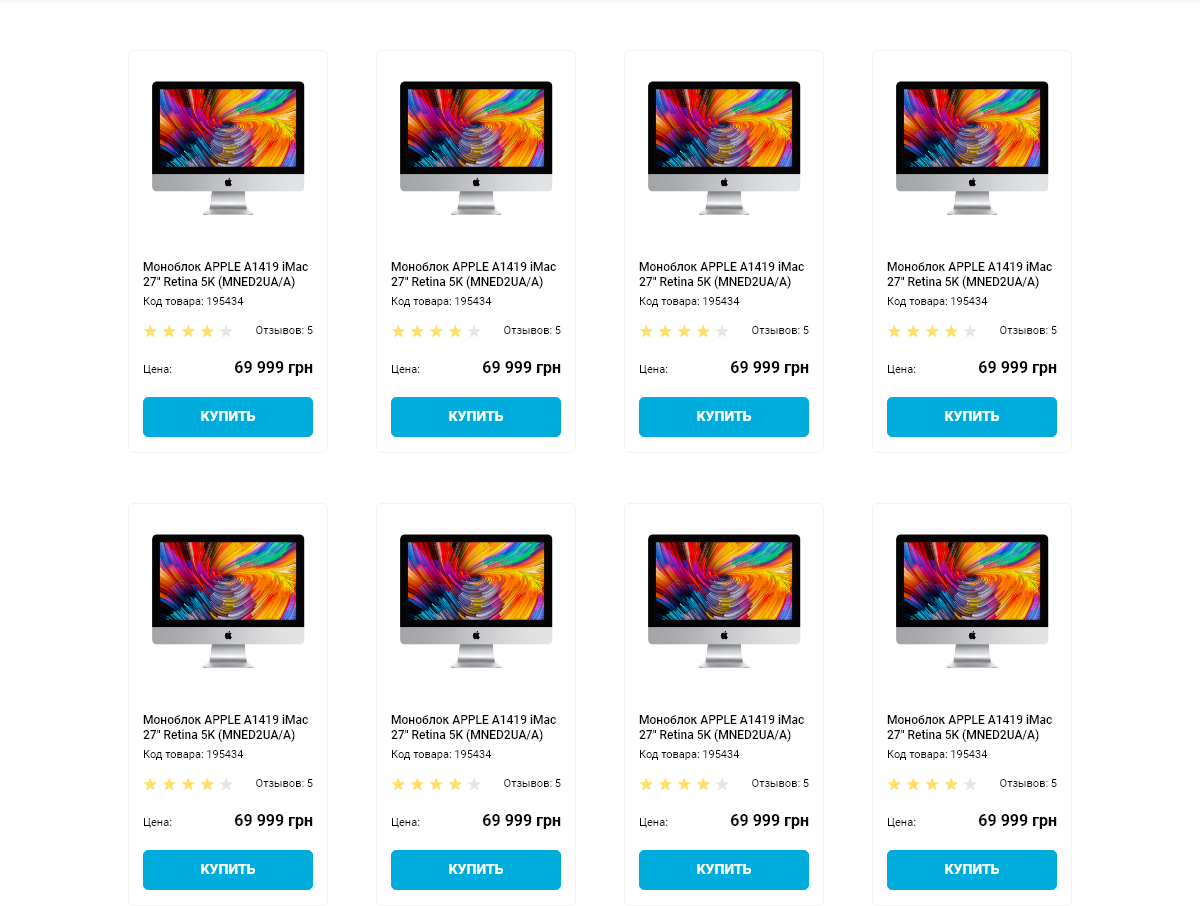 Моноблок APPLE A1419 iMac
27" Retina 5K (MNED2UA/A)
Код товара: 195434
Отзывов: 5
Цена: 69 999 грн
КУПИТЬ
Моноблок APPLE A1419 iMac
27" Retina 5K (MNED2UA/A)
Код товара: 195434
Отзывов: 5
Цена: 69 999 грн
КУПИТЬ
Моноблок APPLE A1419 iMac
27" Retina 5K (MNED2UA/A)
Код товара: 195434
Отзывов: 5
Цена: 69 999 грн
КУПИТЬ
Моноблок APPLE A1419 iMac
27" Retina 5K (MNED2UA/A)
Код товара: 195434
Отзывов: 5
Цена: 69 999 грн
КУПИТЬ
Моноблок APPLE A1419 iMac
27" Retina 5K (MNED2UA/A)
Код товара: 195434
Отзывов: 5
Цена: 69 999 грн
КУПИТЬ
Моноблок APPLE A1419 iMac
27" Retina 5K (MNED2UA/A)
Код товара: 195434
Отзывов: 5
Цена: 69 999 грн
КУПИТЬ
Моноблок APPLE A1419 iMac
27" Retina 5K (MNED2UA/A)
Код товара: 195434
Отзывов: 5
Цена: 69 999 грн
КУПИТЬ
Моноблок APPLE A1419 iMac
27" Retina 5K (MNED2UA/A)
Код товара: 195434
Отзывов: 5
Цена: 69 999 грн
КУПИТЬ